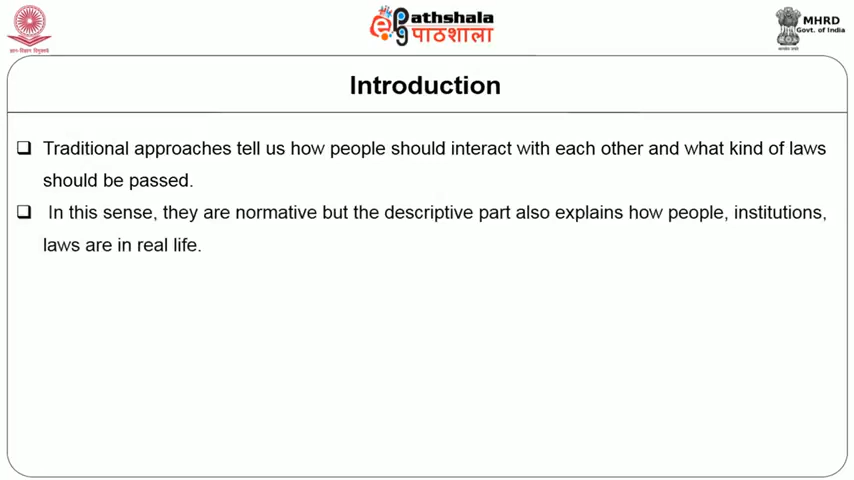 ePathshala
पाठशाला
MHRD
Govt. of India
Introduction
Traditional approaches tell us how people should interact with each other and what kind of laws
should be passed.
In this sense, they are normative but the descriptive part also explains how people, institutions,
laws are in real life.